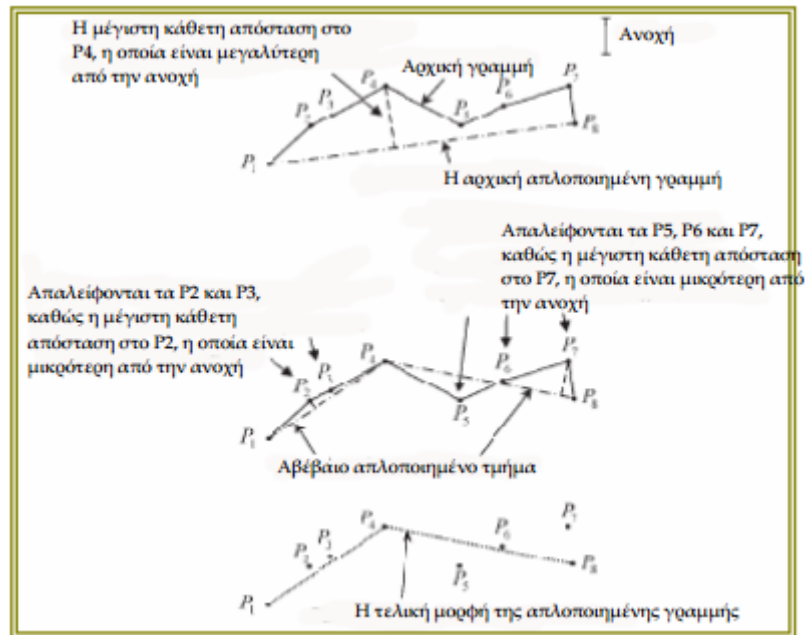 Η μέγιστη κάθετη απόσταση στο
P4, η οποία είναι μεγαλύτερη
από την ανοχή
Ανοχή
Αρχική γραμμή
P1
P2
P3
P4
P5
P6
P7
P8
Η αρχική απλοποιημένη γραμμή
Απαλείφονται τα P5, P6 και P7,
καθώς η μέγιστη κάθετη απόσταση
στο P7, η οποία είναι μικρότερη από
την ανοχή
Απαλείφονται τα P2 και P3,
καθώς η μέγιστη κάθετη
απόσταση στο P2, η οποία είναι
μικρότερη από την ανοχή
P1
P2
P3
P4
P5
P6
P7
P8
Αβέβαιο απλοποιημένο τμήμα
P1
P2
P3
P4
P5
P6
P7
P8
Η τελική μορφή της απλοποιημένης γραμμής